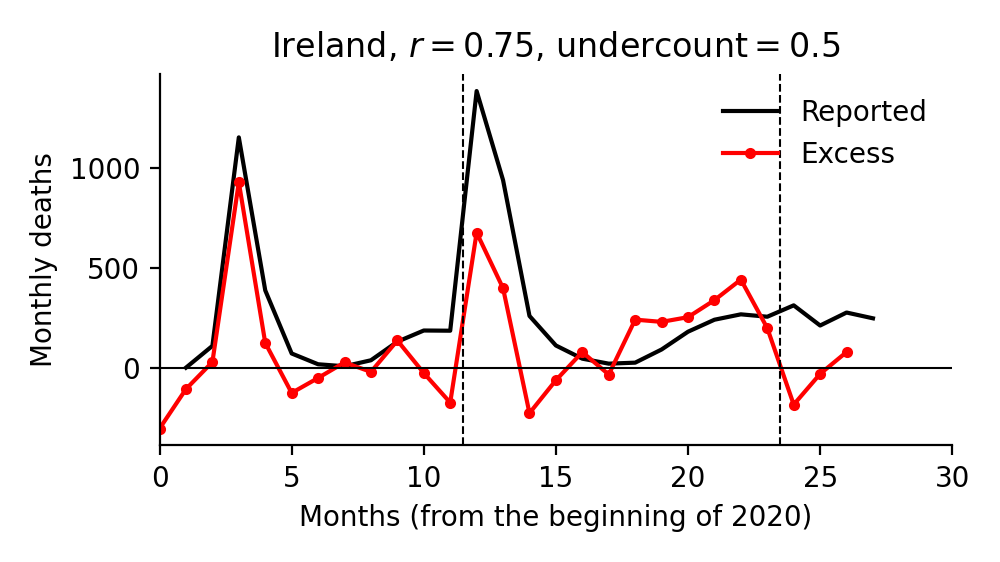 Ireland, r = 0.75, undercount = 0.5
Reported
Excess
Monthly deaths
1000
500
0
0 5 10 15 20 25 30
Months (from the beginning of 2020)